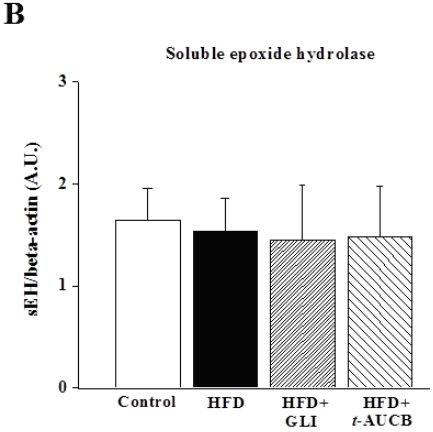 B
Soluble epoxide hydrolase
3
2
1
0
sEH/beta-actin (A.U.)
Control HFD HFD+ HFD+
GLI t-AUCB